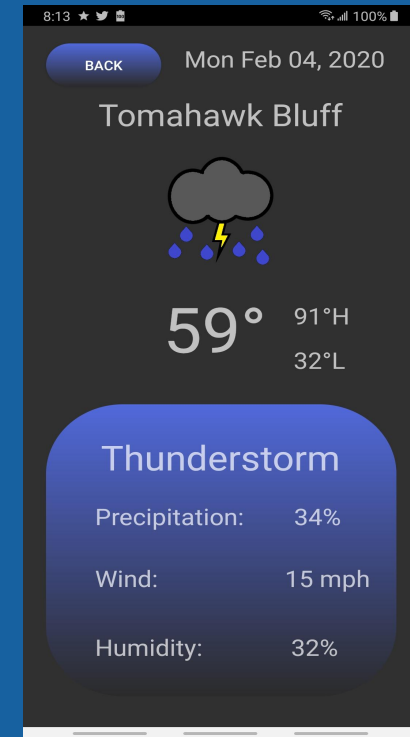 8:13 100%
BACK Mon Feb 04, 2020
Tomahawk Bluff
59° 91°H
32°L
Thunderstorm
Precipitation: 34%
Wind: 15 mph
Humidity: 32%